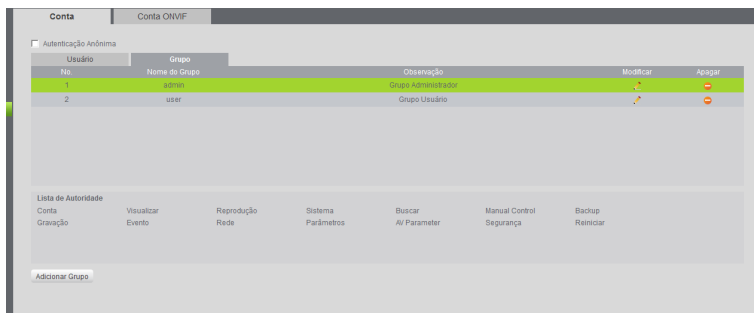 Conta Conta ONVIF
Autenticação Anônima
Usuário Grupo
No. Nome do Grupo Observação Modificar Apagar
1 admin Grupo Administrador
2 user Grupo Usuário
Lista de Autoridade
Conta Visualizar Reprodução Sistema Buscar Manual Control Backup
Gravação Evento Rede Parâmetros AV Parameter Segurança Reiniciar
Adicionar Grupo